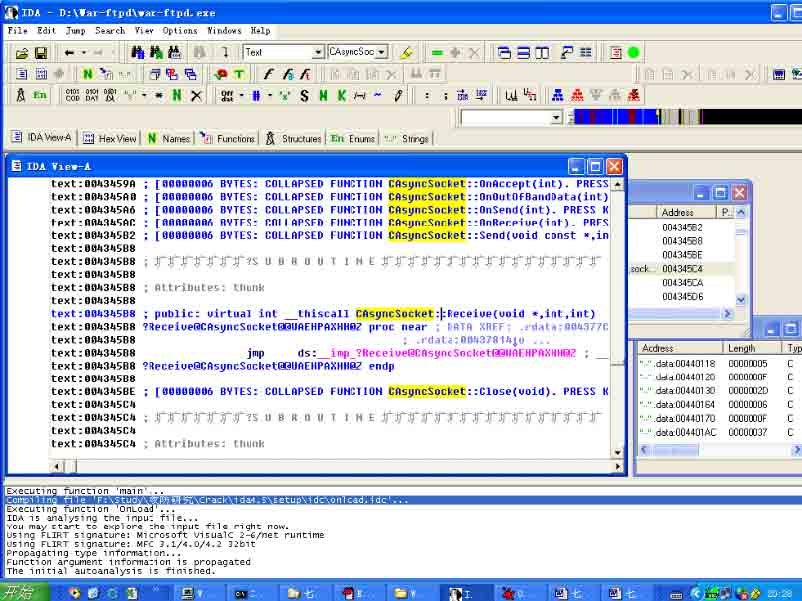 IDA - D:\War-ftpd\war-ftpd.exe
File Edit Jump Search View Options Windows Help
Text
CAsyncSoc
En
IDA View-A Hex View N Names Functions Structures En Enums Strings
IDA View-A
text:0043459A ; [00000006 BYTES: COLLAPSED FUNCTION CAsyncSocket::OnAccept(int). PRESS
text:004345A0 ; [00000006 BYTES: COLLAPSED FUNCTION CAsyncSocket::OnOutOfBandData(int)
text:004345A6 ; [00000006 BYTES: COLLAPSED FUNCTION CAsyncSocket::OnSend(int). PRESS K
text:004345AC ; [00000006 BYTES: COLLAPSED FUNCTION CAsyncSocket::OnReceive(int). PRES
text:004345B2 ; [00000006 BYTES: COLLAPSED FUNCTION CAsyncSocket::Send(void const *,in
text:004345B8
text:004345B8 ; ?S U B R O U T I N E
text:004345B8
text:004345B8 ; Attributes: thunk
text:004345B8
text:004345B8 ; public: virtual int __thiscall CAsyncSocket::Receive(void *,int,int)
text:004345B8 ?Receive@CAsyncSocket@@UAEHPAXHH@Z proc near ; DATA XREF: .rdata:004377C
text:004345B8 ; .rdata:00437814↓o ...
text:004345B8 jmp ds:__imp_?Receive@CAsyncSocket@@UAEHPAXHH@Z ; __
text:004345B8 ?Receive@CAsyncSocket@@UAEHPAXHH@Z endp
text:004345B8
text:004345BE ; [00000006 BYTES: COLLAPSED FUNCTION CAsyncSocket::Close(void). PRESS K
text:004345C4
text:004345C4 ; ?S U B R O U T I N E
text:004345C4
text:004345C4 ; Attributes: thunk
Address P..
004345B2
004345B8
004345BE
.sock... 004345C4
004345CA
004345D6
Address Length Typ
"..." .data:00440118 00000005 C
"..." .data:00440120 0000000F C
"..." .data:00440130 0000002D C
"..." .data:00440164 00000006 C
"..." .data:00440170 0000000F C
"..." .data:004401AC 00000037 C
Executing function 'main'...
Compiling file 'F:\Study\攻防研究\Crack\ida4.5\setup\idc\onload.idc'...
Executing function 'OnLoad'...
IDA is analysing the input file...
You may start to explore the input file right now.
Using FLIRT signature: Microsoft VisualC 2-6/net runtime
Using FLIRT signature: MFC 3.1/4.0/4.2 32bit
Propagating type information...
Function argument information is propagated
The initial autoanalysis is finished.
开始
20:28